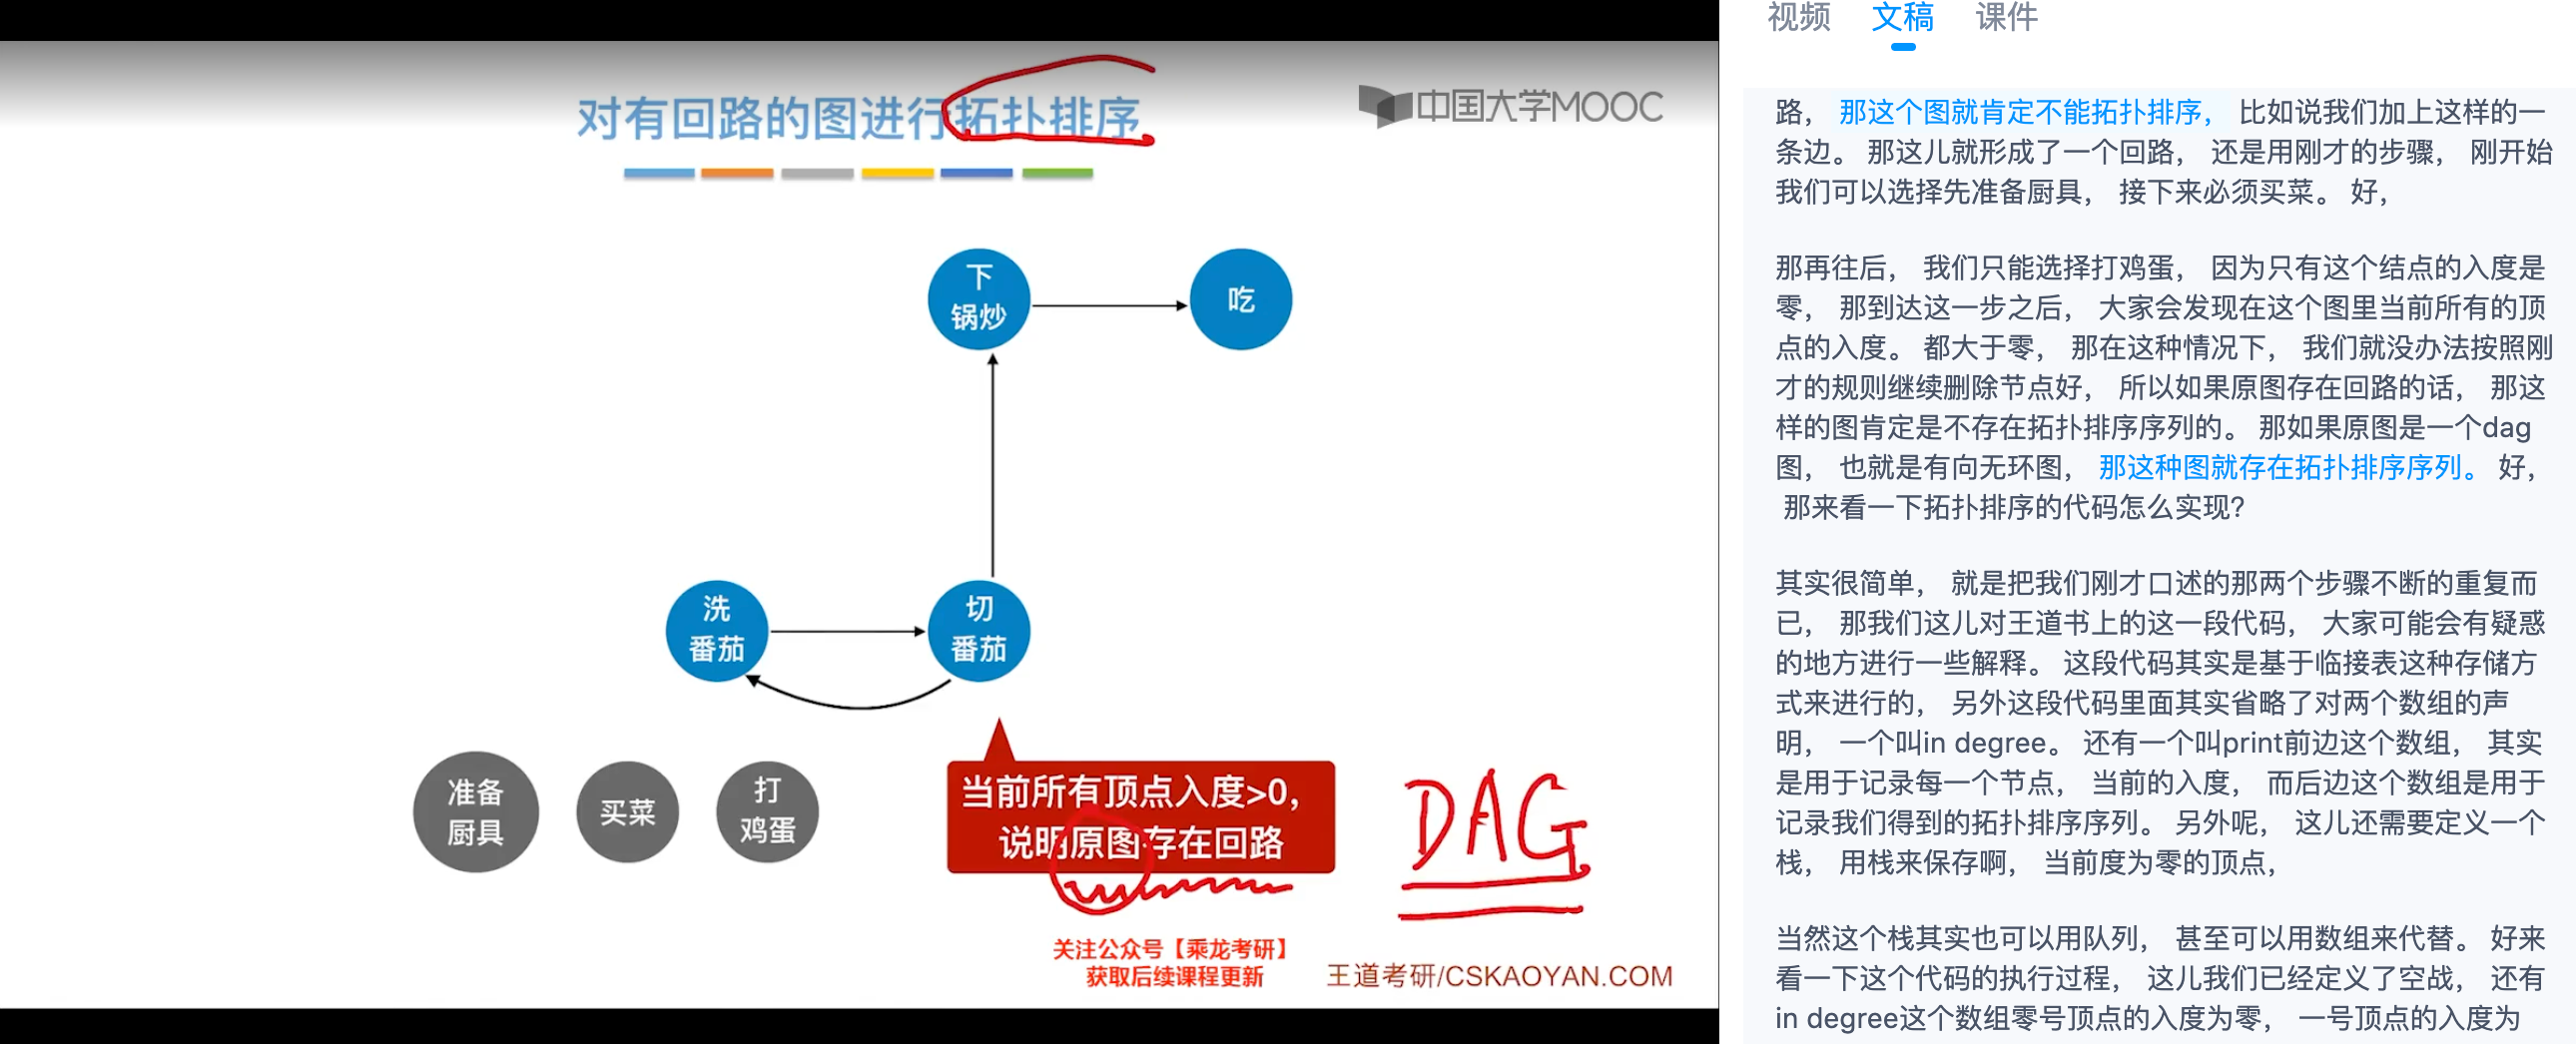 对有回路的图进行拓扑排序
中国大学MOOC
下
锅炒
吃
洗
番茄
切
番茄
准备
厨具
买菜
打
鸡蛋
当前所有顶点入度>0，
说明原图存在回路
DAG
关注公众号【乘龙考研】
获取后续课程更新
王道考研/CSKAOYAN.COM
视频 文稿 课件
路， 那这个图就肯定不能拓扑排序， 比如说我们加上这样的一
条边。 那这儿就形成了一个回路， 还是用刚才的步骤， 刚开始
我们可以选择先准备厨具， 接下来必须买菜。 好，
那再往后， 我们只能选择打鸡蛋， 因为只有这个结点的入度是
零， 那到达这一步之后， 大家会发现在这个图里当前所有的顶
点的入度。 都大于零， 那在这种情况下， 我们就没办法按照刚
才的规则继续删除节点好， 所以如果原图存在回路的话， 那这
样的图肯定是不存在拓扑排序序列的。 那如果原图是一个dag
图， 也就是有向无环图， 那这种图就存在拓扑排序序列。 好，
那来看一下拓扑排序的代码怎么实现？
其实很简单， 就是把我们刚才口述的那两个步骤不断的重复而
已， 那我们这儿对王道书上的这一段代码， 大家可能会有疑惑
的地方进行一些解释。 这段代码其实是基于临接表这种存储方
式来进行的， 另外这段代码里面其实省略了对两个数组的声
明， 一个叫in degree。 还有一个叫print前边这个数组， 其实
是用于记录每一个节点， 当前的入度， 而后边这个数组是用于
记录我们得到的拓扑排序序列。 另外呢， 这儿还需要定义一个
栈， 用栈来保存啊， 当前度为零的顶点，
当然这个栈其实也可以用队列， 甚至可以用数组来代替。 好来
看一下这个代码的执行过程， 这儿我们已经定义了空战， 还有
in degree这个数组零号顶点的入度为零， 一号顶点的入度为